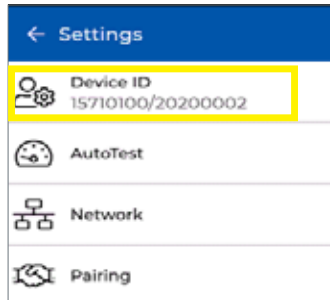 Settings
Device ID
15710100/20200002
AutoTest
Network
Pairing